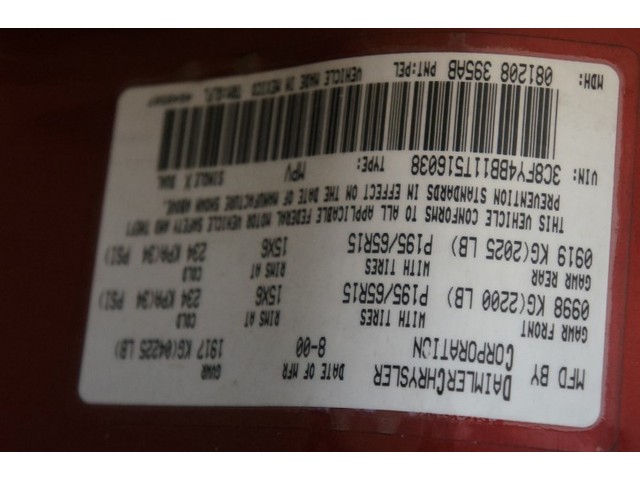 MFD BY DAIMLERCHRYSLER DATE OF MFR GVWR
CORPORATION 8-00 1917 KG(04225 LB)
GAWR FRONT WITH TIRES RIMS AT COLD
0998 KG(2200 LB) P195/65R15 15X6 234 KPA(34 PSI)
GAWR REAR WITH TIRES RIMS AT COLD
0919 KG(2025 LB) P195/65R15 15X6 234 KPA(34 PSI)
THIS VEHICLE CONFORMS TO ALL APPLICABLE FEDERAL MOTOR VEHICLE SAFETY AND THEFT
PREVENTION STANDARDS IN EFFECT ON THE DATE OF MANUFACTURE SHOWN ABOVE.
VIN: 3C8FY4BB11T516038 TYPE: MPV SINGLE X DUAL
MDH: 081208 395AB PNT:PEL VEHICLE MADE IN MEXICO